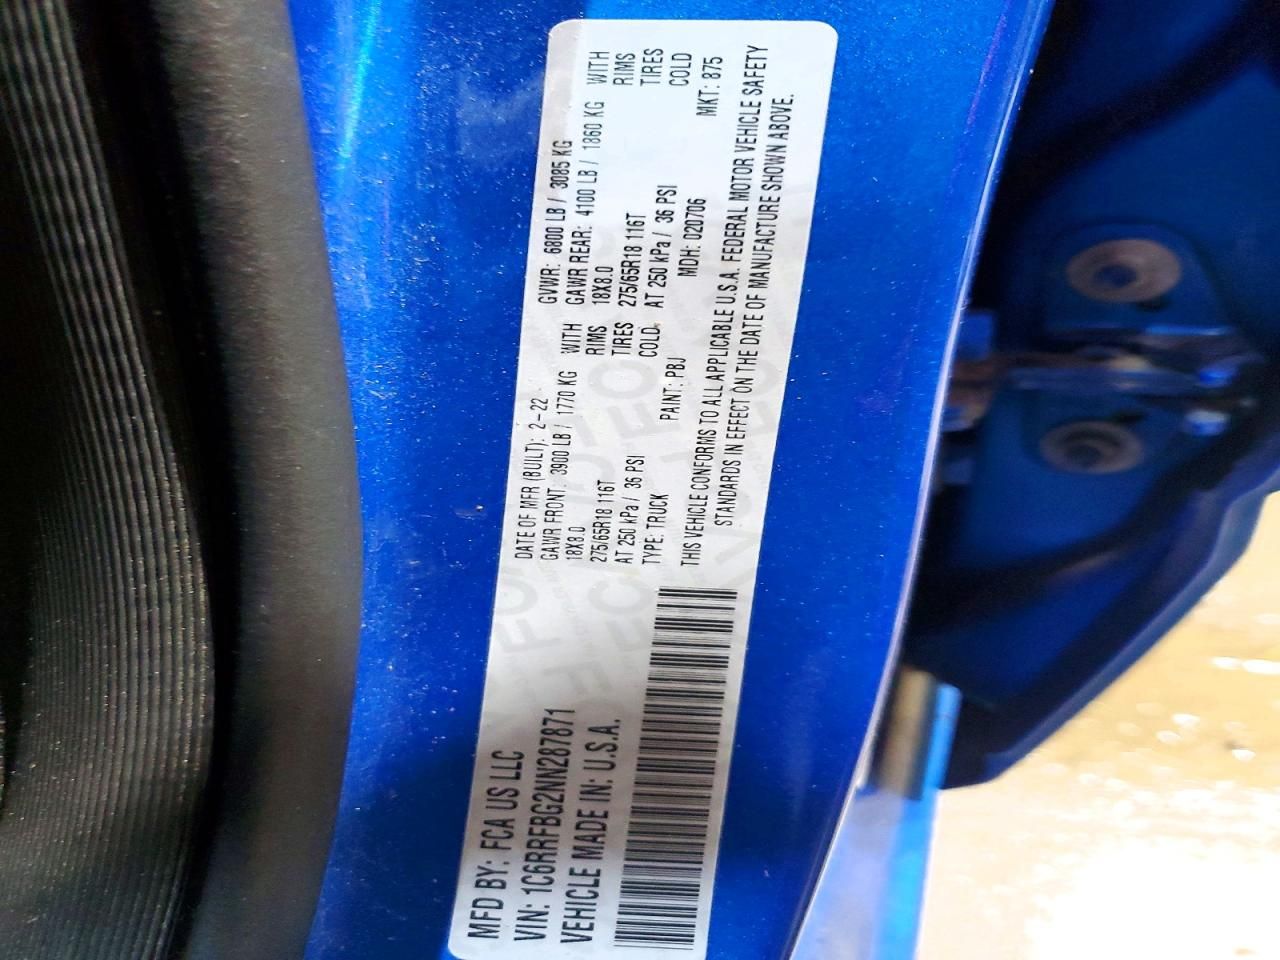 MFD BY: FCA US LLC
VIN: 1C6RRFBG2NN287871
VEHICLE MADE IN: U.S.A.
DATE OF MFR (BUILT): 2-22 GVWR: 6800 LB / 3085 KG
GAWR FRONT: 3900 LB / 1770 KG WITH GAWR REAR: 4100 LB / 1860 KG WITH
18X8.0 RIMS 18X8.0 RIMS
275/65R18 116T TIRES 275/65R18 116T TIRES
AT 250 kPa / 36 PSI COLD. AT 250 kPa / 36 PSI COLD
TYPE: TRUCK PAINT: PBJ MDH: 020706 MKT: 875
THIS VEHICLE CONFORMS TO ALL APPLICABLE U.S.A. FEDERAL MOTOR VEHICLE SAFETY
STANDARDS IN EFFECT ON THE DATE OF MANUFACTURE SHOWN ABOVE.